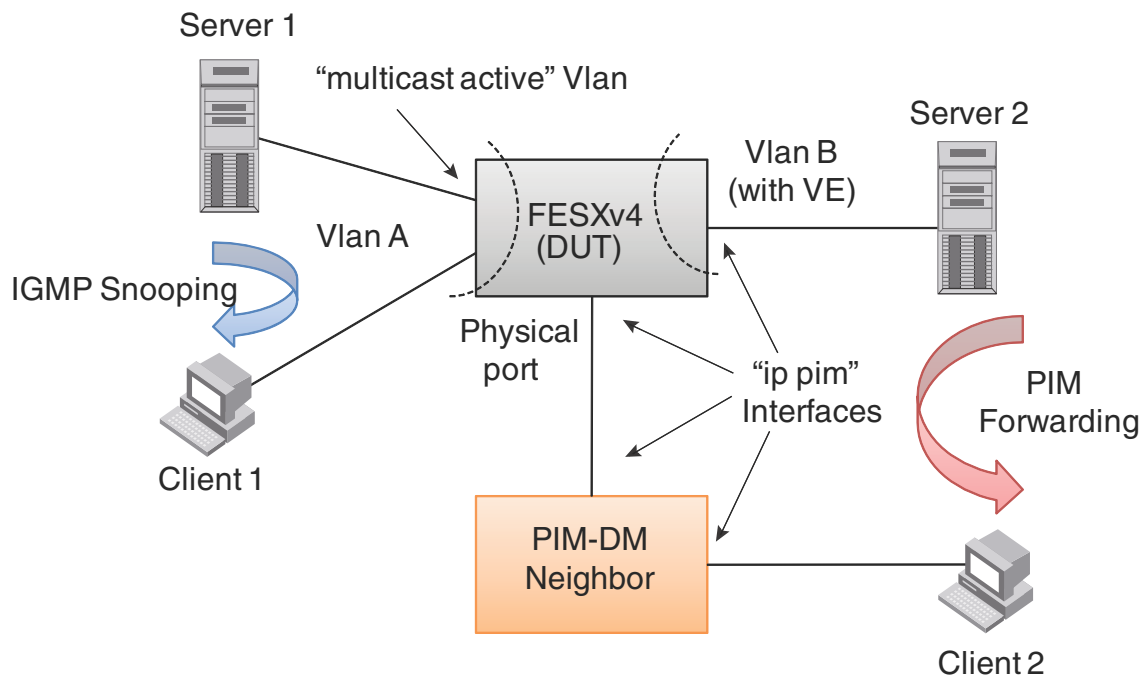 Server 1
“multicast active” Vlan
Server 2
Vlan B
(with VE)
FESXv4
(DUT)
Vlan A
IGMP Snooping
Physical
port
“ip pim”
Interfaces
PIM
Forwarding
Client 1
PIM-DM
Neighbor
Client 2